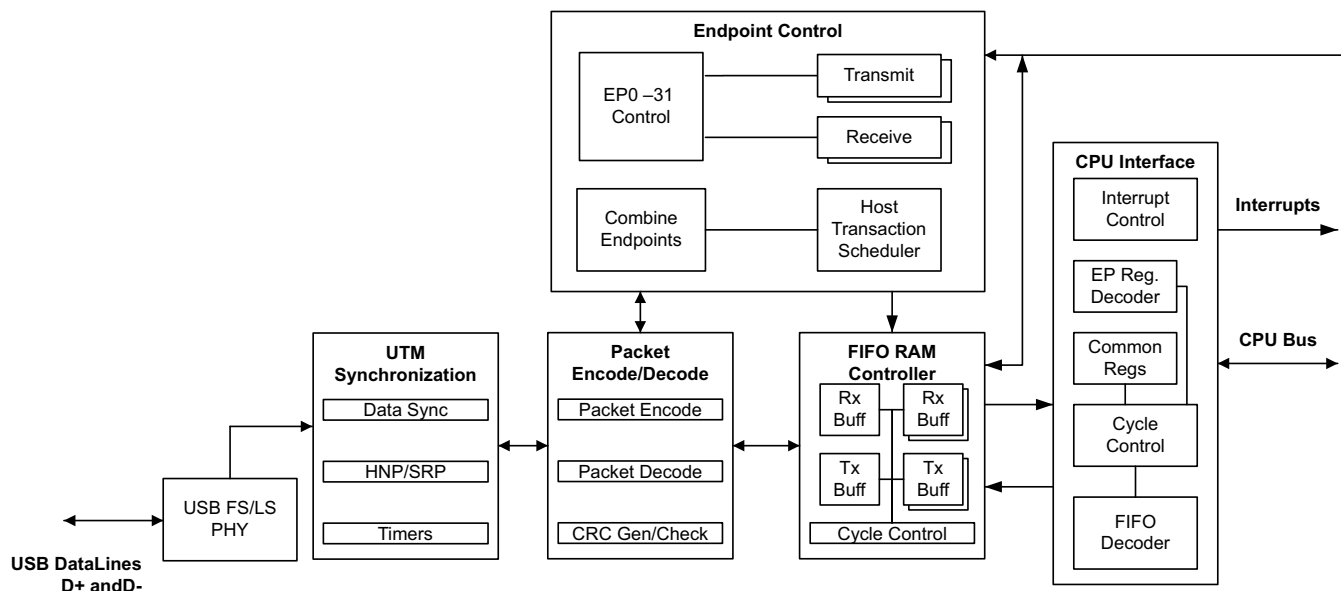 Endpoint Control
EP0 –31
Control
Transmit
Receive
Combine
Endpoints
Host
Transaction
Scheduler
CPU Interface
Interrupt
Control
EP Reg.
Decoder
Common
Regs
Cycle
Control
FIFO
Decoder
Interrupts
CPU Bus
UTM
Synchronization
Data Sync
HNP/SRP
Timers
Packet
Encode/Decode
Packet Encode
Packet Decode
CRC Gen/Check
FIFO RAM
Controller
Rx
Buff
Rx
Buff
Tx
Buff
Tx
Buff
Cycle Control
USB FS/LS
PHY
USB DataLines
D+ andD-